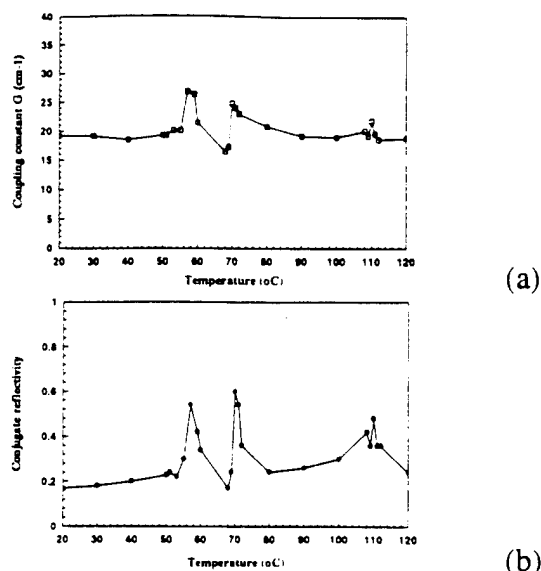 40
35
30
25
20
15
10
5
0
Coupling constant G (cm-1)
20 30 40 50 60 70 80 90 100 110 120
Temperature (oC)
(a)
1
0.8
0.6
0.4
0.2
0
Conjugate reflectivity
20 30 40 50 60 70 80 90 100 110 120
Temperature (oC)
(b)